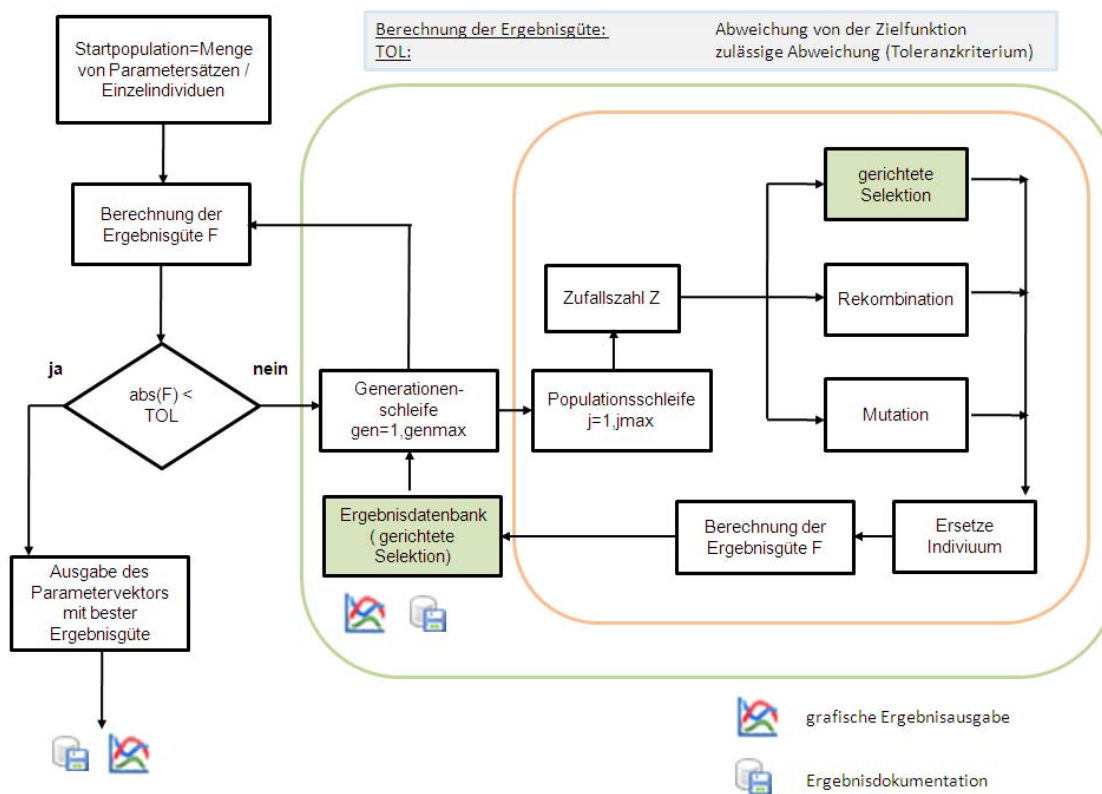 Startpopulation=Menge
von Parametersätzen /
Einzelindividuen
Berechnung der Ergebnisgüte: Abweichung von der Zielfunktion
TOL: zulässige Abweichung (Toleranzkriterium)
Berechnung der
Ergebnisgüte F
ja
abs(F) <
TOL
nein
Generationen-
schleife
gen=1,genmax
Populationsschleife
j=1,jmax
Zufallszahl Z
gerichtete
Selektion
Rekombination
Mutation
Ersetze
Indiviuum
Berechnung der
Ergebnisgüte F
Ergebnisdatenbank
( gerichtete
Selektion)
Ausgabe des
Parametervektors
mit bester
Ergebnisgüte
grafische Ergebnisausgabe
Ergebnisdokumentation